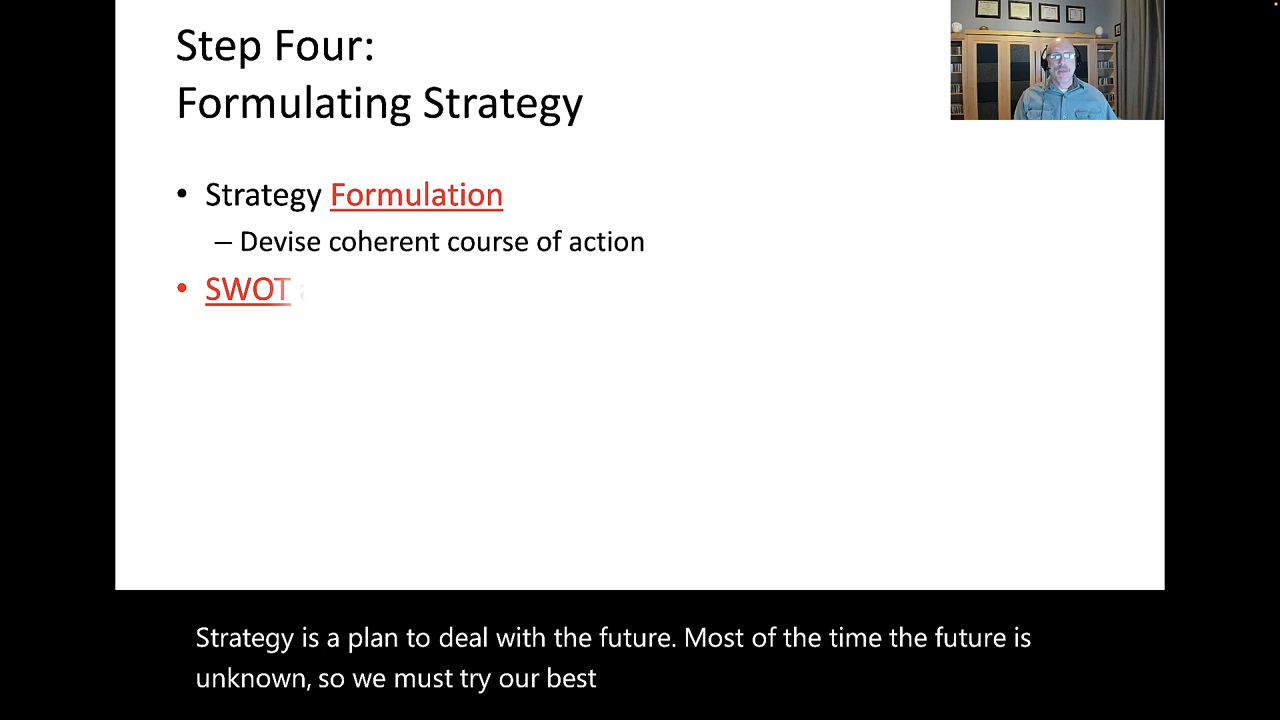 Step Four:
Formulating Strategy
• Strategy Formulation
– Devise coherent course of action
• SWOT
Strategy is a plan to deal with the future. Most of the time the future is
unknown, so we must try our best